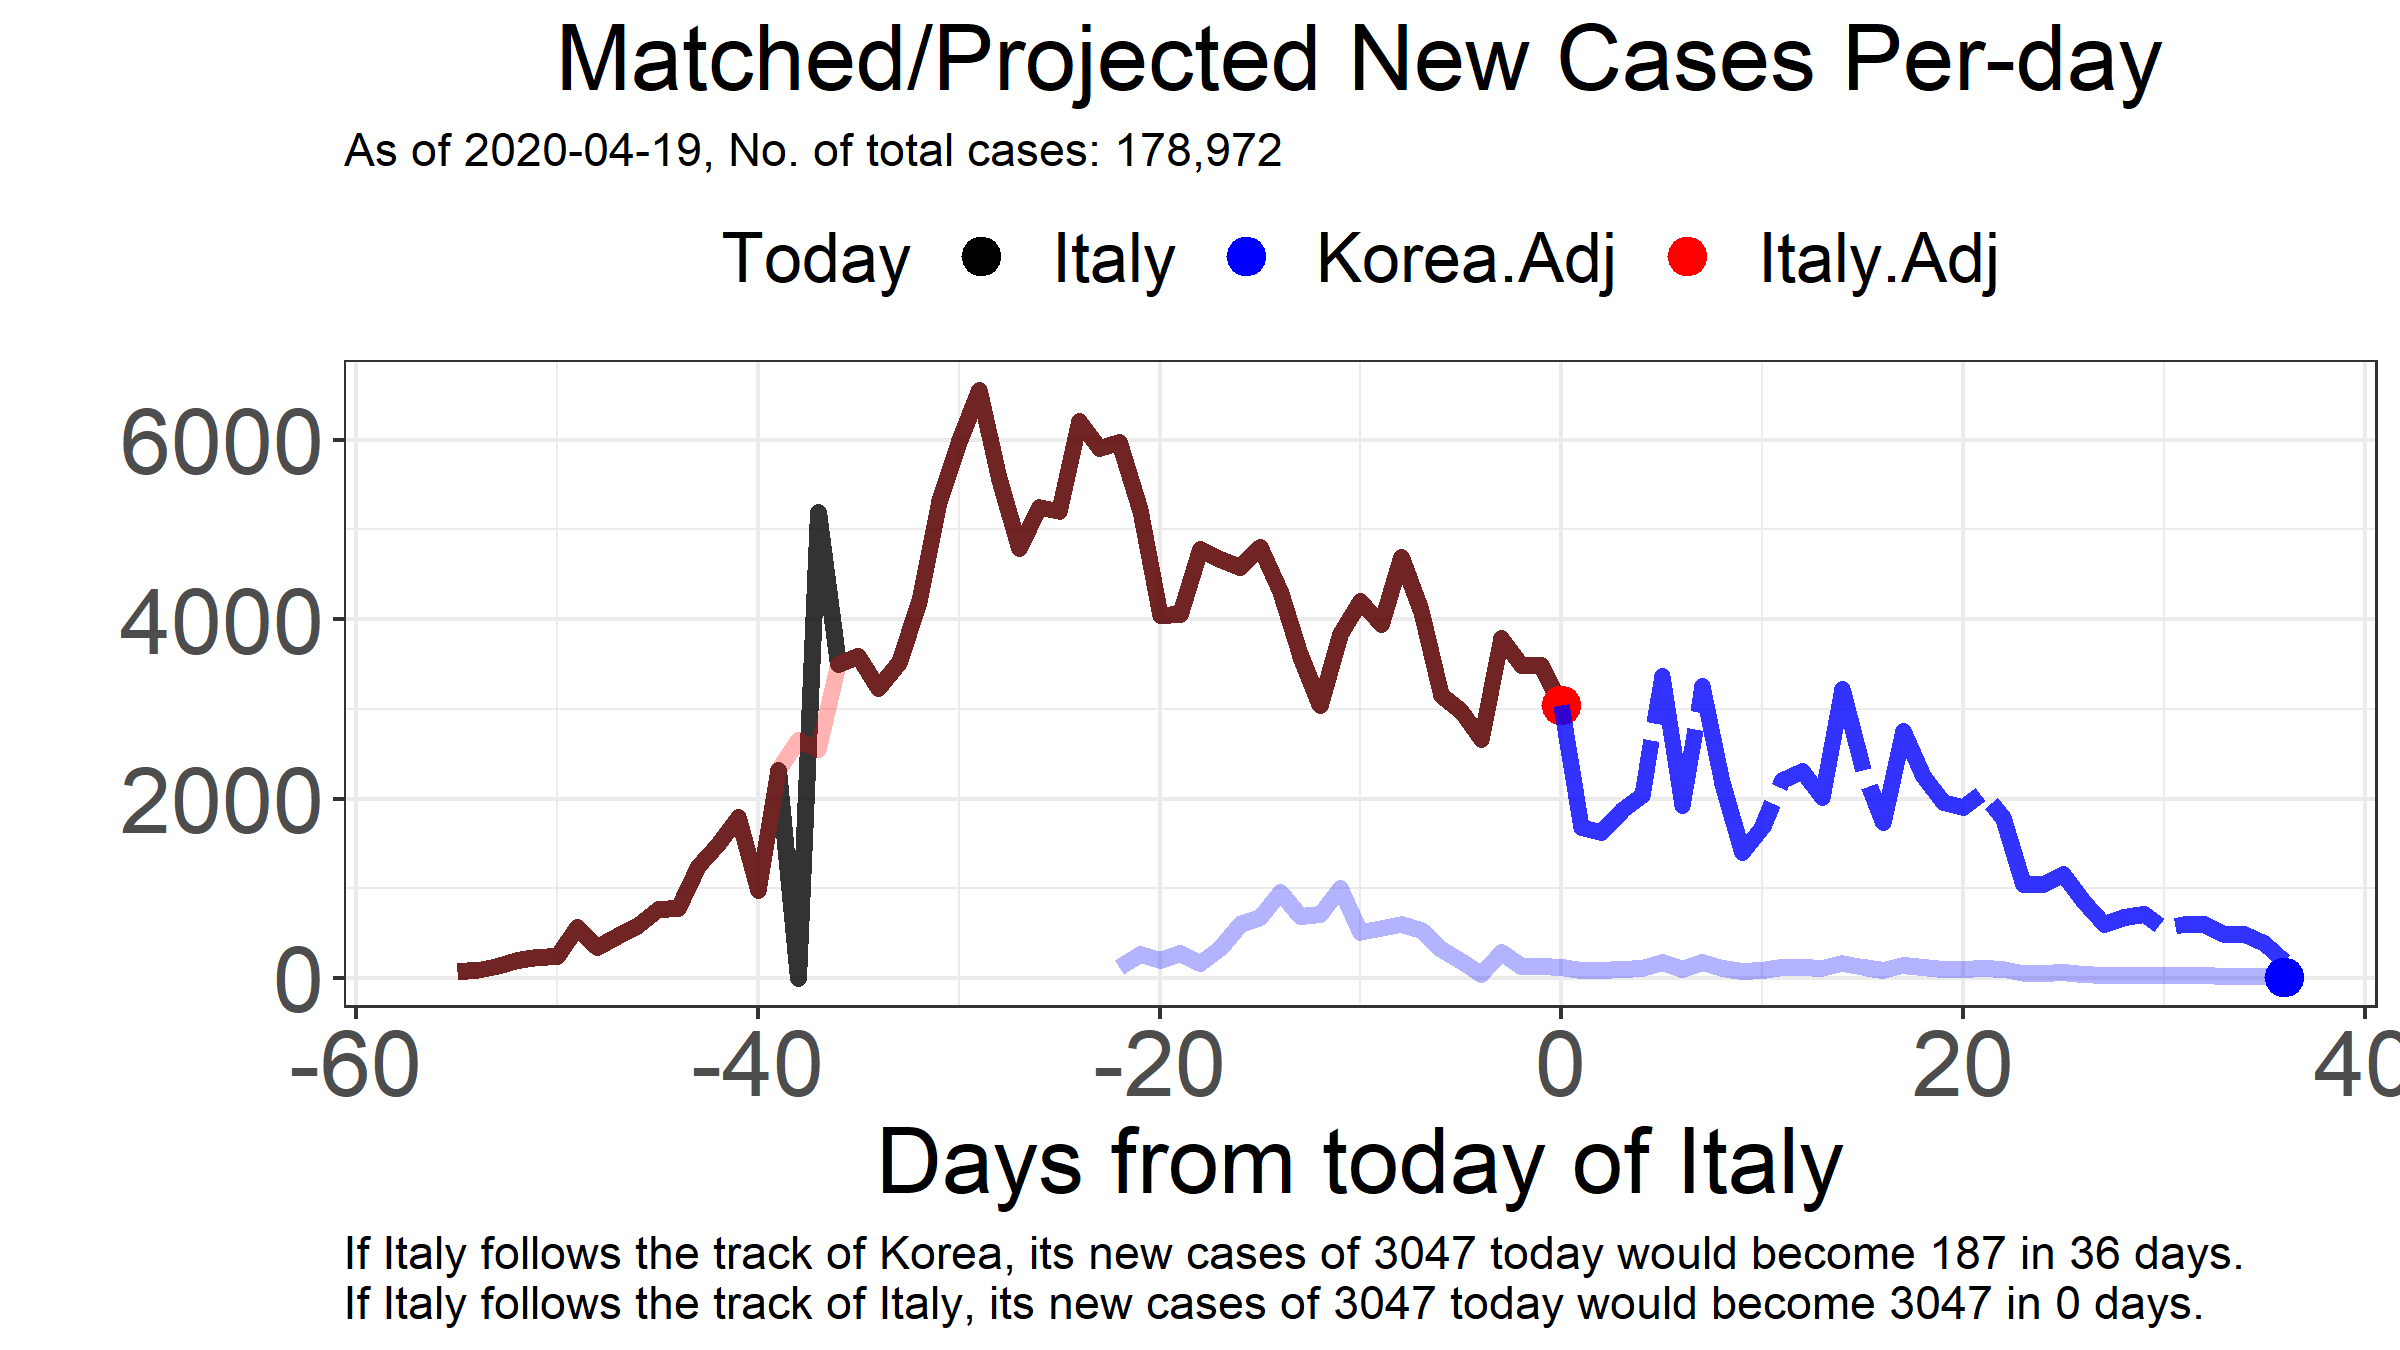 Matched/Projected New Cases Per-day
As of 2020-04-19, No. of total cases: 178,972
Today Italy Korea.Adj Italy.Adj
6000
4000
2000
0
-60 -40 -20 0 20 40
Days from today of Italy
If Italy follows the track of Korea, its new cases of 3047 today would become 187 in 36 days.
If Italy follows the track of Italy, its new cases of 3047 today would become 3047 in 0 days.